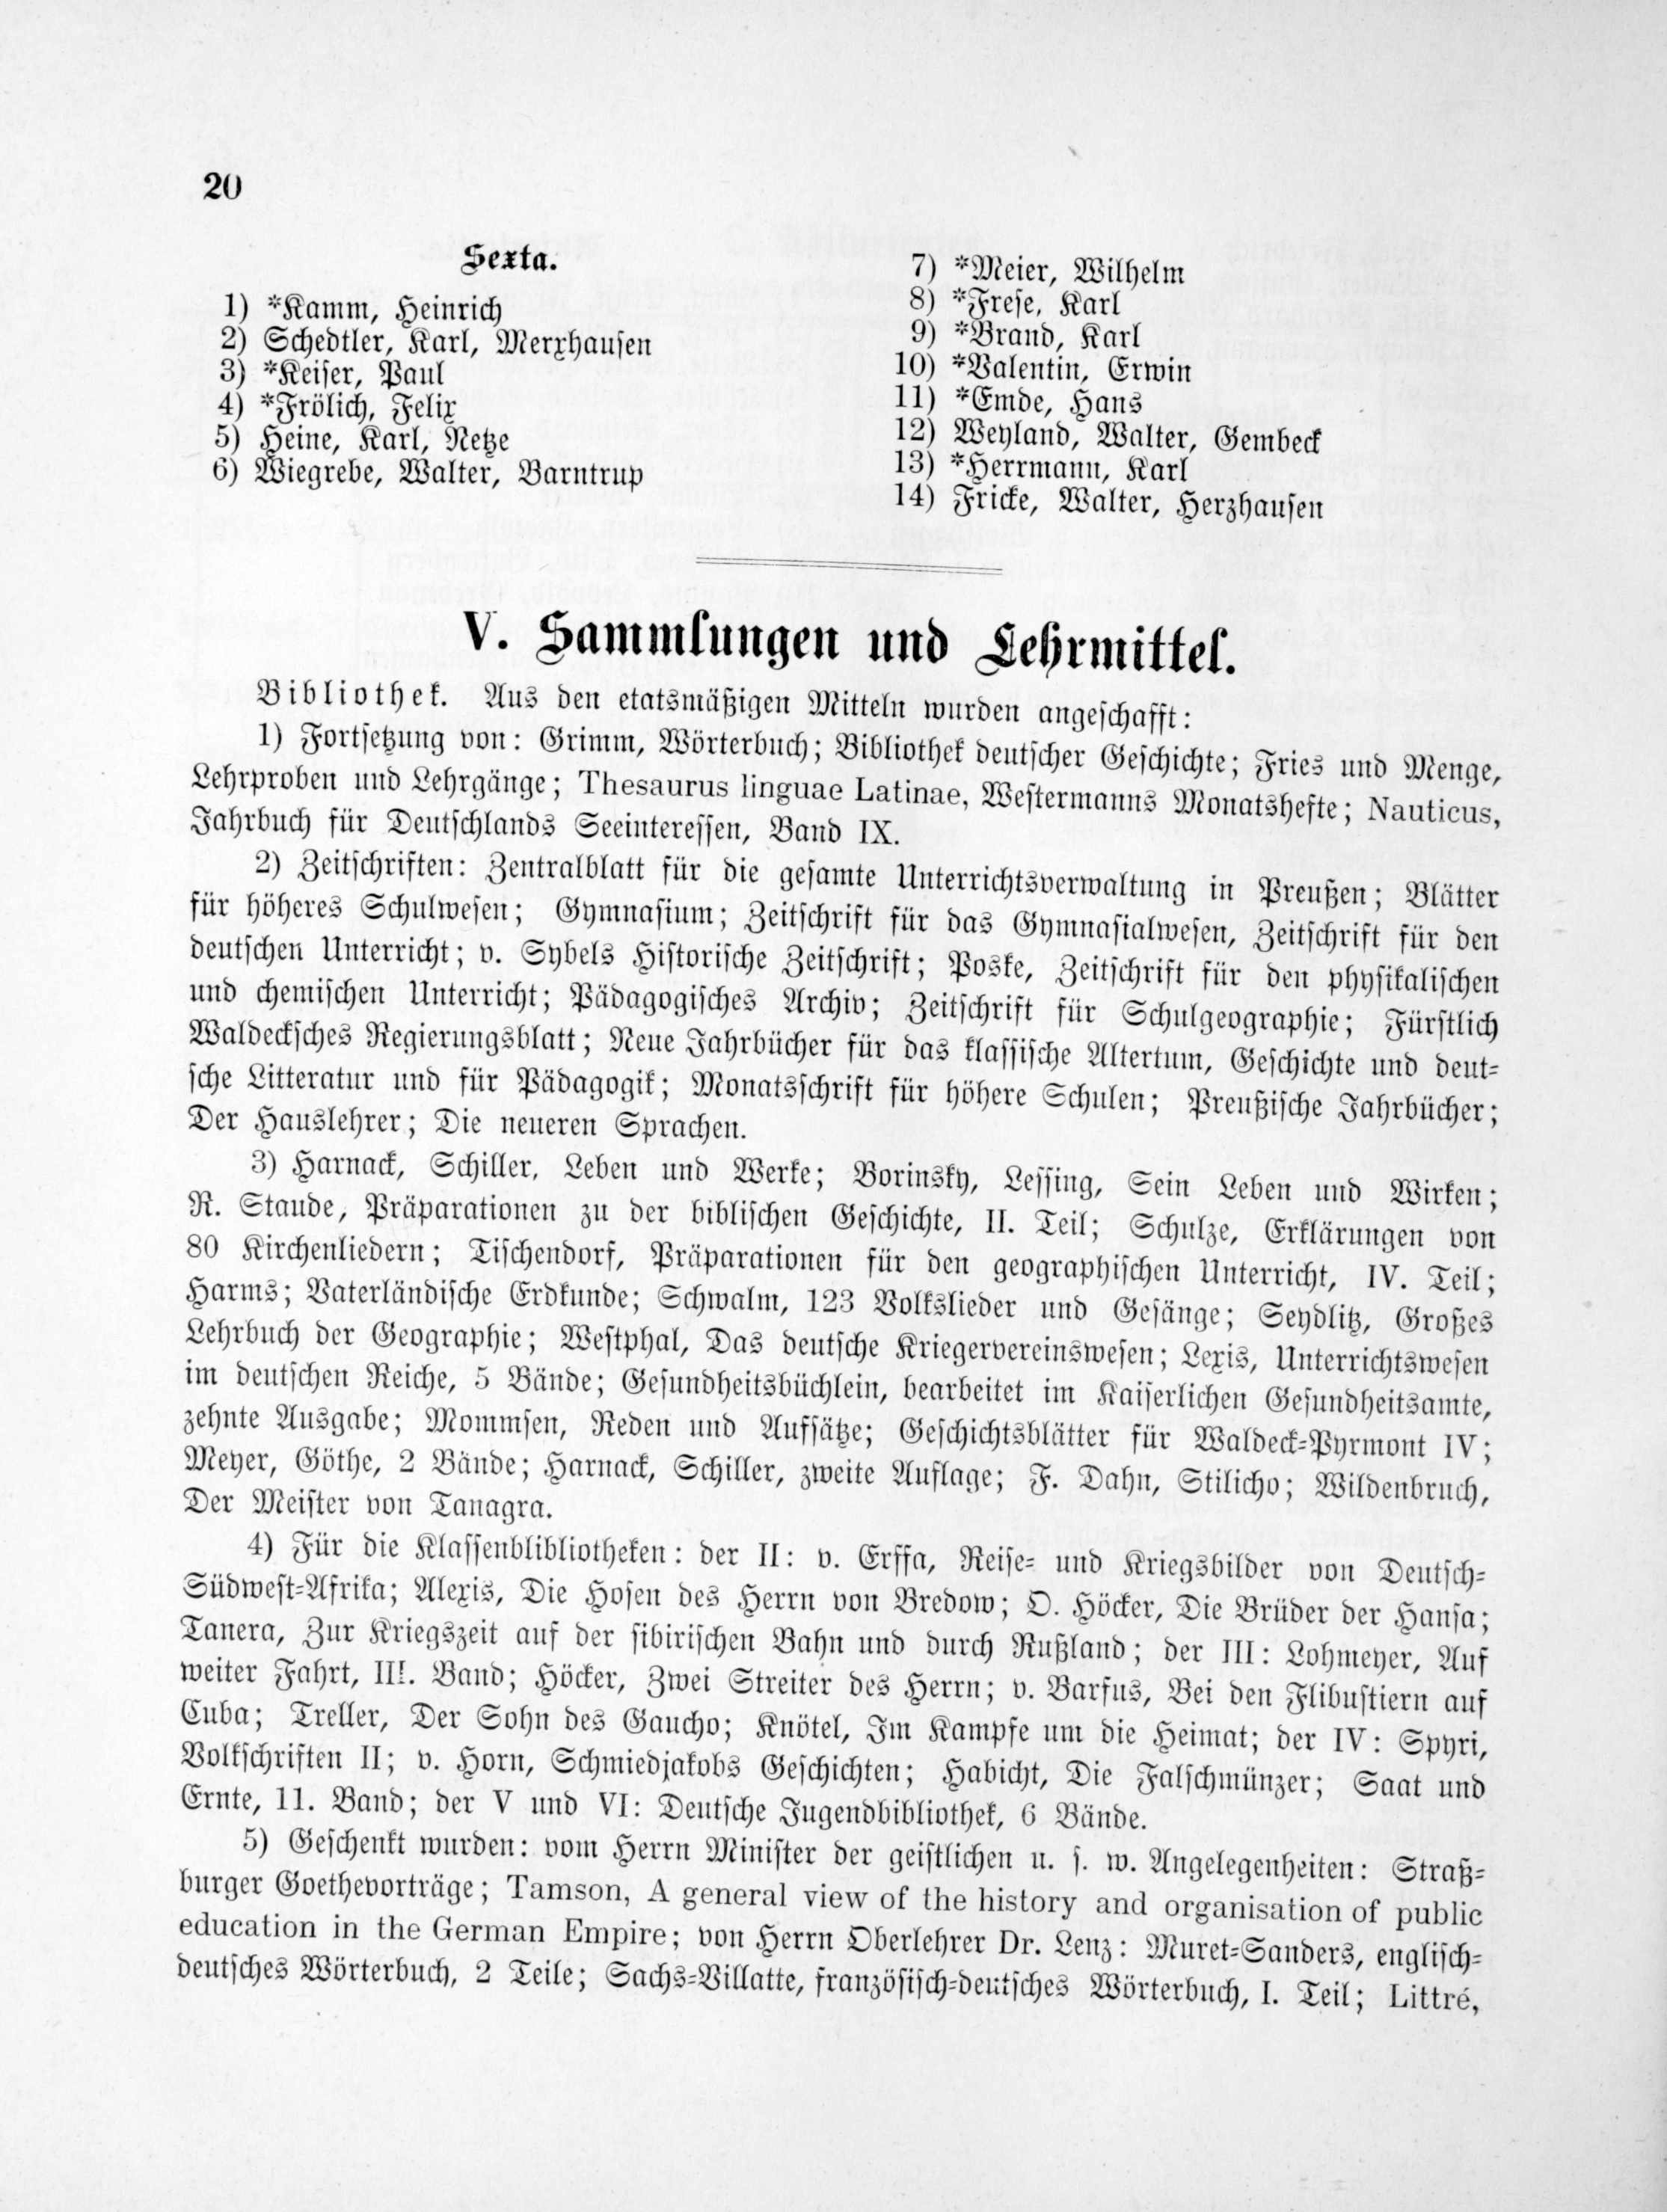 20
Sexta.
1) *Kamm, Heinrich
2) Schedtler, Karl, Merxhausen
3) *Keiser, Paul
4) *Frölich, Felix
5) Heine, Karl, Netze
6) Wiegrebe, Walter, Barntrup
7) *Meier, Wilhelm
8) *Frese, Karl
9) *Brand, Karl
10) *Valentin, Erwin
11) *Emde, Hans
12) Weyland, Walter, Gembeck
13) *Herrmann, Karl
14) Fricke, Walter, Herzhausen
V. Sammlungen und Lehrmittel.
Bibliothek. Aus den etatsmäßigen Mitteln wurden angeschafft:
1) Fortsetzung von: Grimm, Wörterbuch; Bibliothek deutscher Geschichte; Fries und Menge,
Lehrproben und Lehrgänge; Thesaurus linguae Latinae, Westermanns Monatshefte; Nauticus,
Jahrbuch für Deutschlands Seeinteressen, Band IX.
2) Zeitschriften: Zentralblatt für die gesamte Unterrichtsverwaltung in Preußen; Blätter
für höheres Schulwesen; Gymnasium; Zeitschrift für das Gymnasialwesen, Zeitschrift für den
deutschen Unterricht; v. Sybels Historische Zeitschrift; Poske, Zeitschrift für den physikalischen
und chemischen Unterricht; Pädagogisches Archiv; Zeitschrift für Schulgeographie; Fürstlich
Waldecksches Regierungsblatt; Neue Jahrbücher für das klassische Altertum, Geschichte und deut-
sche Litteratur und für Pädagogik; Monatsschrift für höhere Schulen; Preußische Jahrbücher;
Der Hauslehrer; Die neueren Sprachen.
3) Harnack, Schiller, Leben und Werke; Borinsky, Lessing, Sein Leben und Wirken;
R. Staude, Präparationen zu der biblischen Geschichte, II. Teil; Schulze, Erklärungen von
80 Kirchenliedern; Tischendorf, Präparationen für den geographischen Unterricht, IV. Teil;
Harms; Vaterländische Erdkunde; Schwalm, 123 Volkslieder und Gesänge; Seydlitz, Großes
Lehrbuch der Geographie; Westphal, Das deutsche Kriegervereinswesen; Lexis, Unterrichtswesen
im deutschen Reiche, 5 Bände; Gesundheitsbüchlein, bearbeitet im Kaiserlichen Gesundheitsamte,
zehnte Ausgabe; Mommsen, Reden und Aufsätze; Geschichtsblätter für Waldeck-Pyrmont IV;
Meyer, Göthe, 2 Bände; Harnack, Schiller, zweite Auflage; F. Dahn, Stilicho; Wildenbruch,
Der Meister von Tanagra.
4) Für die Klassenblibliotheken: der II: v. Erffa, Reise- und Kriegsbilder von Deutsch-
Südwest-Afrika; Alexis, Die Hosen des Herrn von Bredow; O. Höcker, Die Brüder der Hansa;
Tanera, Zur Kriegszeit auf der sibirischen Bahn und durch Rußland; der III: Lohmeyer, Auf
weiter Fahrt, III. Band; Höcker, Zwei Streiter des Herrn; v. Barfus, Bei den Flibustiern auf
Cuba; Treller, Der Sohn des Gaucho; Knötel, Im Kampfe um die Heimat; der IV: Spyri,
Volkschriften II; v. Horn, Schmiedjakobs Geschichten; Habicht, Die Falschmünzer; Saat und
Ernte, 11. Band; der V und VI: Deutsche Jugendbibliothek, 6 Bände.
5) Geschenkt wurden: vom Herrn Minister der geistlichen u. s. w. Angelegenheiten: Straß-
burger Goethevorträge; Tamson, A general view of the history and organisation of public
education in the German Empire; von Herrn Oberlehrer Dr. Lenz: Muret-Sanders, englisch-
deutsches Wörterbuch, 2 Teile; Sachs-Villatte, französisch-deutsches Wörterbuch, I. Teil; Littré,